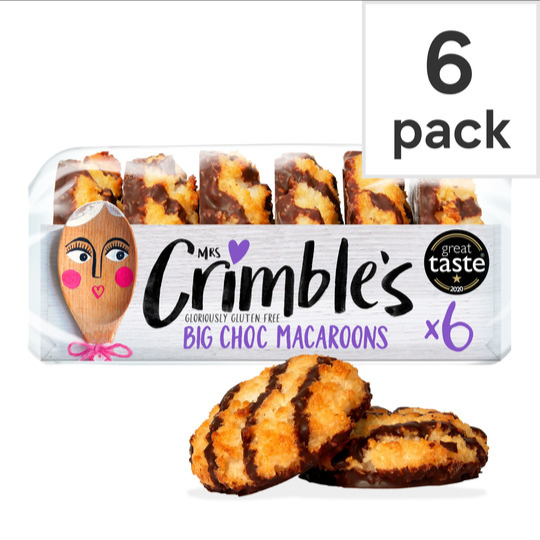 6
pack
MRS
Crimble's
GLORIOUSLY GLUTEN FREE
BIG CHOC MACAROONS
x6
great
taste
2020